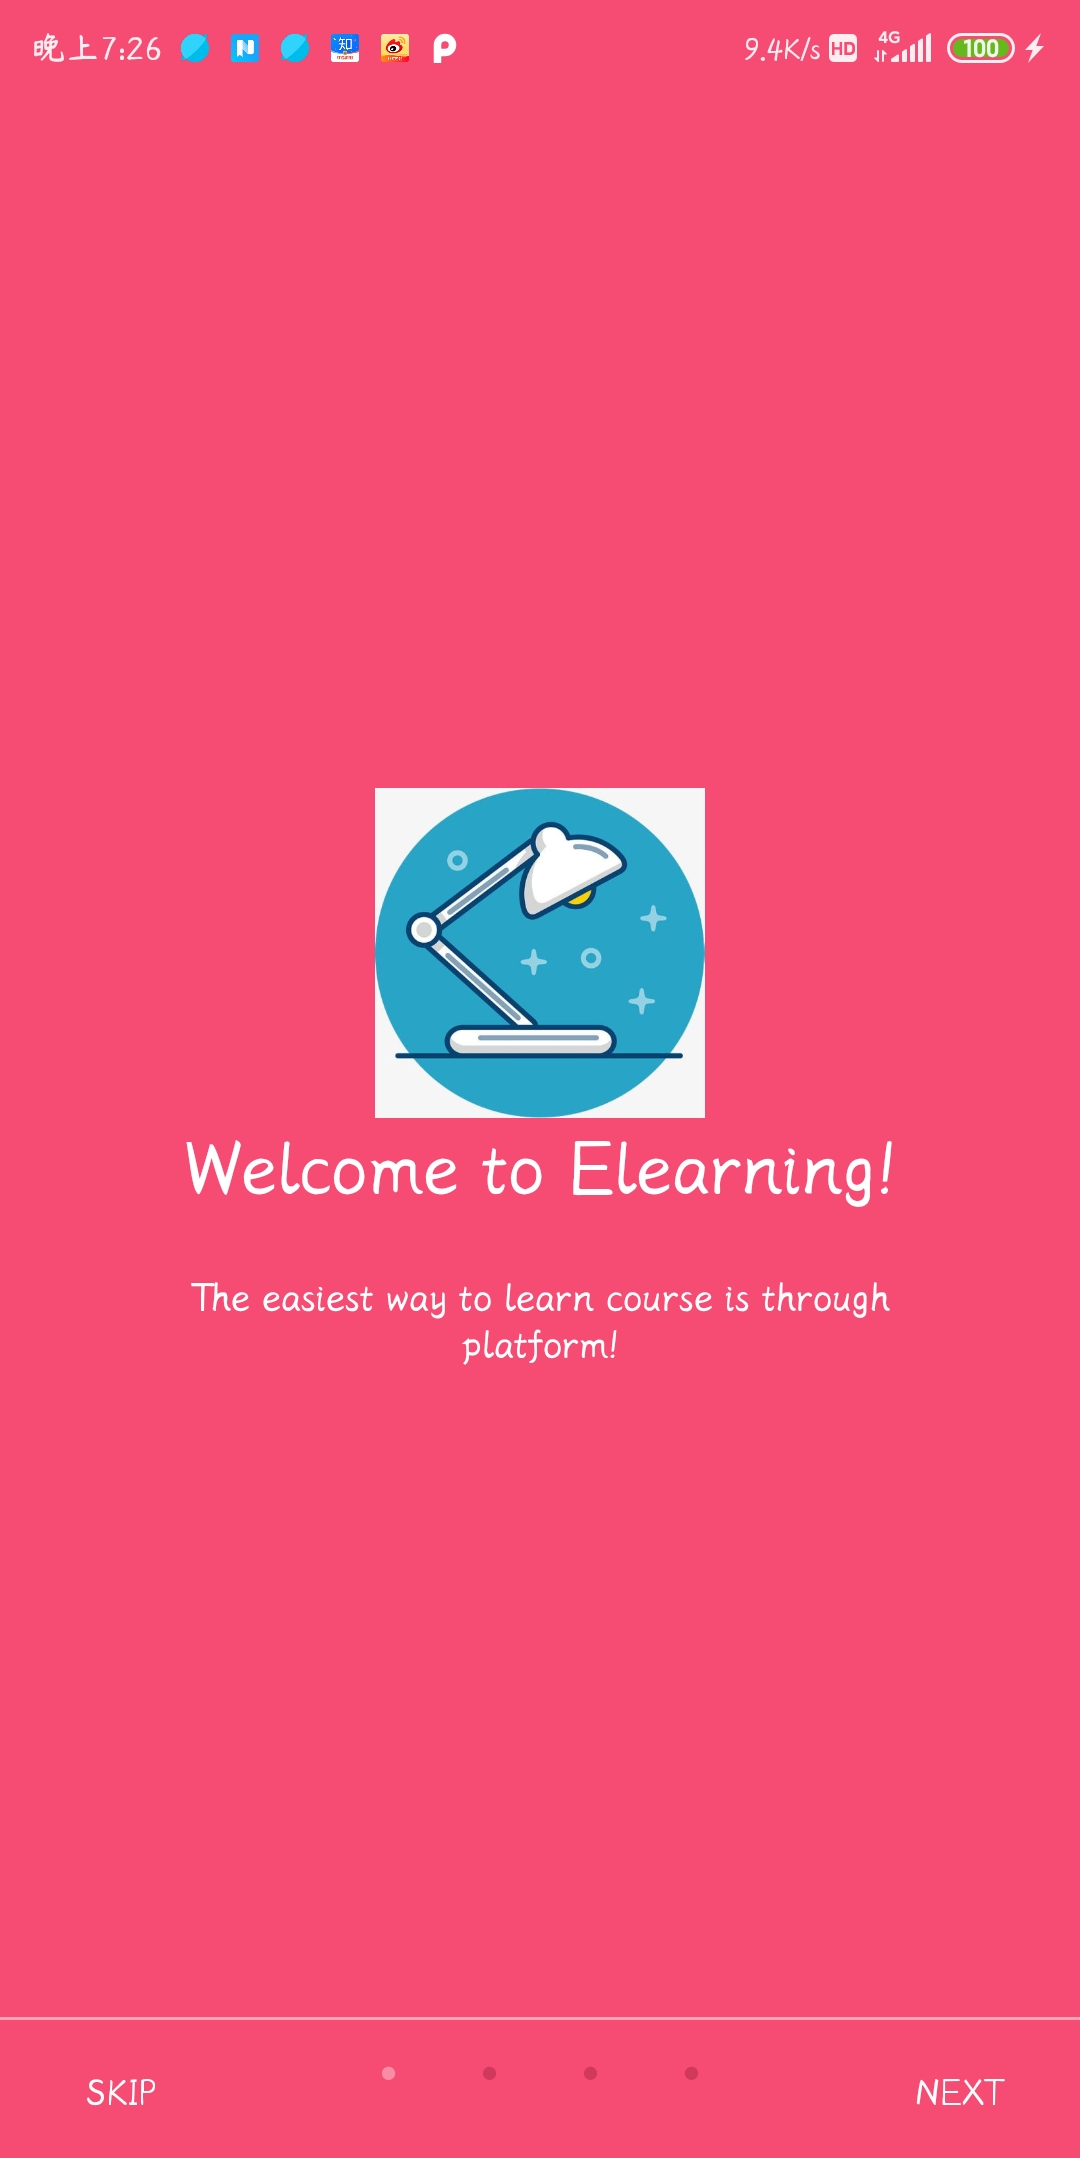 晚上7:26 知 P 9.4K/s HD 4G 100
Welcome to Elearning!
The easiest way to learn course is through
platform!
SKIP NEXT